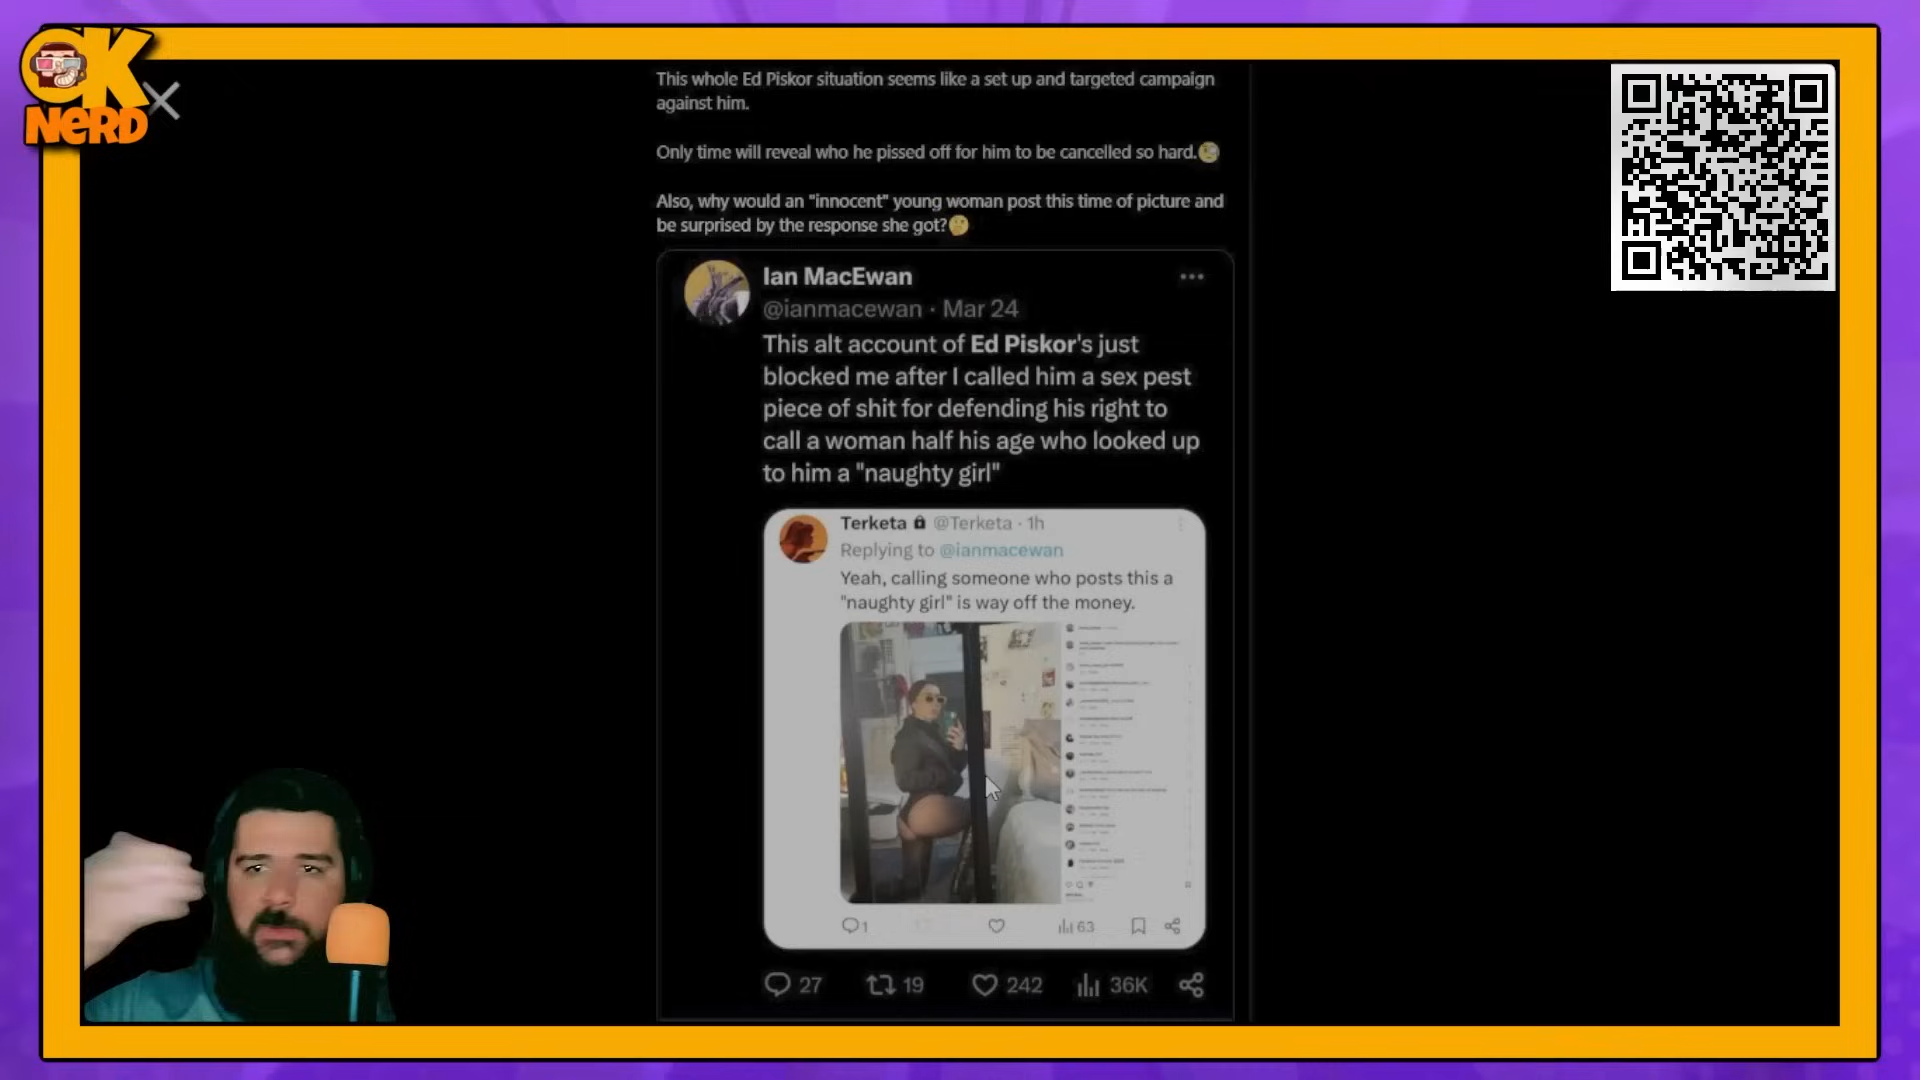 OK
NERD
This whole Ed Piskor situation seems like a set up and targeted campaign
against him.
Only time will reveal who he pissed off for him to be cancelled so hard.🧐
Also, why would an "innocent" young woman post this time of picture and
be surprised by the response she got?🤔
Ian MacEwan
@ianmacewan · Mar 24
This alt account of Ed Piskor's just
blocked me after I called him a sex pest
piece of shit for defending his right to
call a woman half his age who looked up
to him a "naughty girl"
Terketa @Terketa · 1h
Replying to @ianmacewan
Yeah, calling someone who posts this a
"naughty girl" is way off the money.
1 63
27 19 242 36K